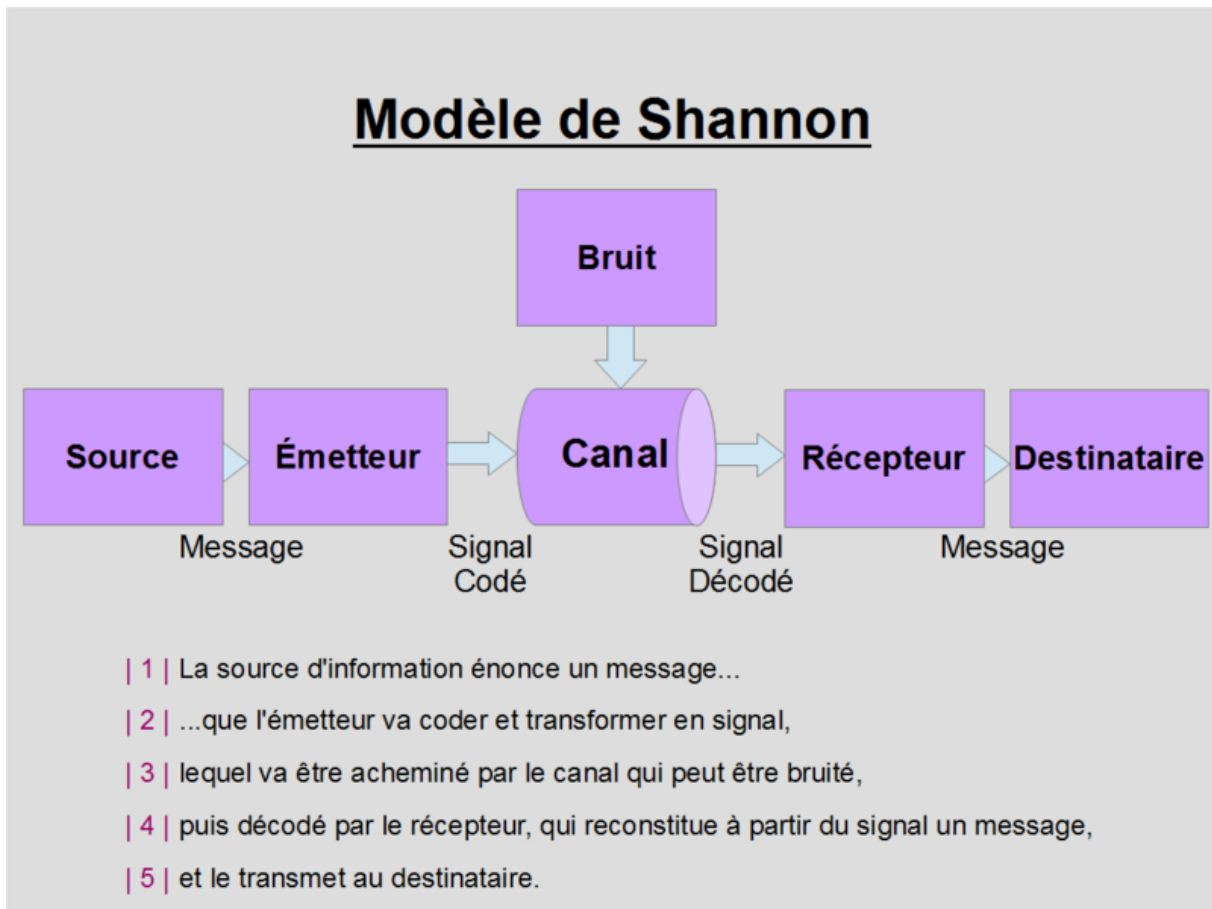 Modèle de Shannon
Bruit
Source
Émetteur
Canal
Récepteur
Destinataire
Message
Signal
Codé
Signal
Décodé
Message
| 1 | La source d'information énonce un message...
| 2 | ...que l'émetteur va coder et transformer en signal,
| 3 | lequel va être acheminé par le canal qui peut être bruité,
| 4 | puis décodé par le récepteur, qui reconstitue à partir du signal un message,
| 5 | et le transmet au destinataire.